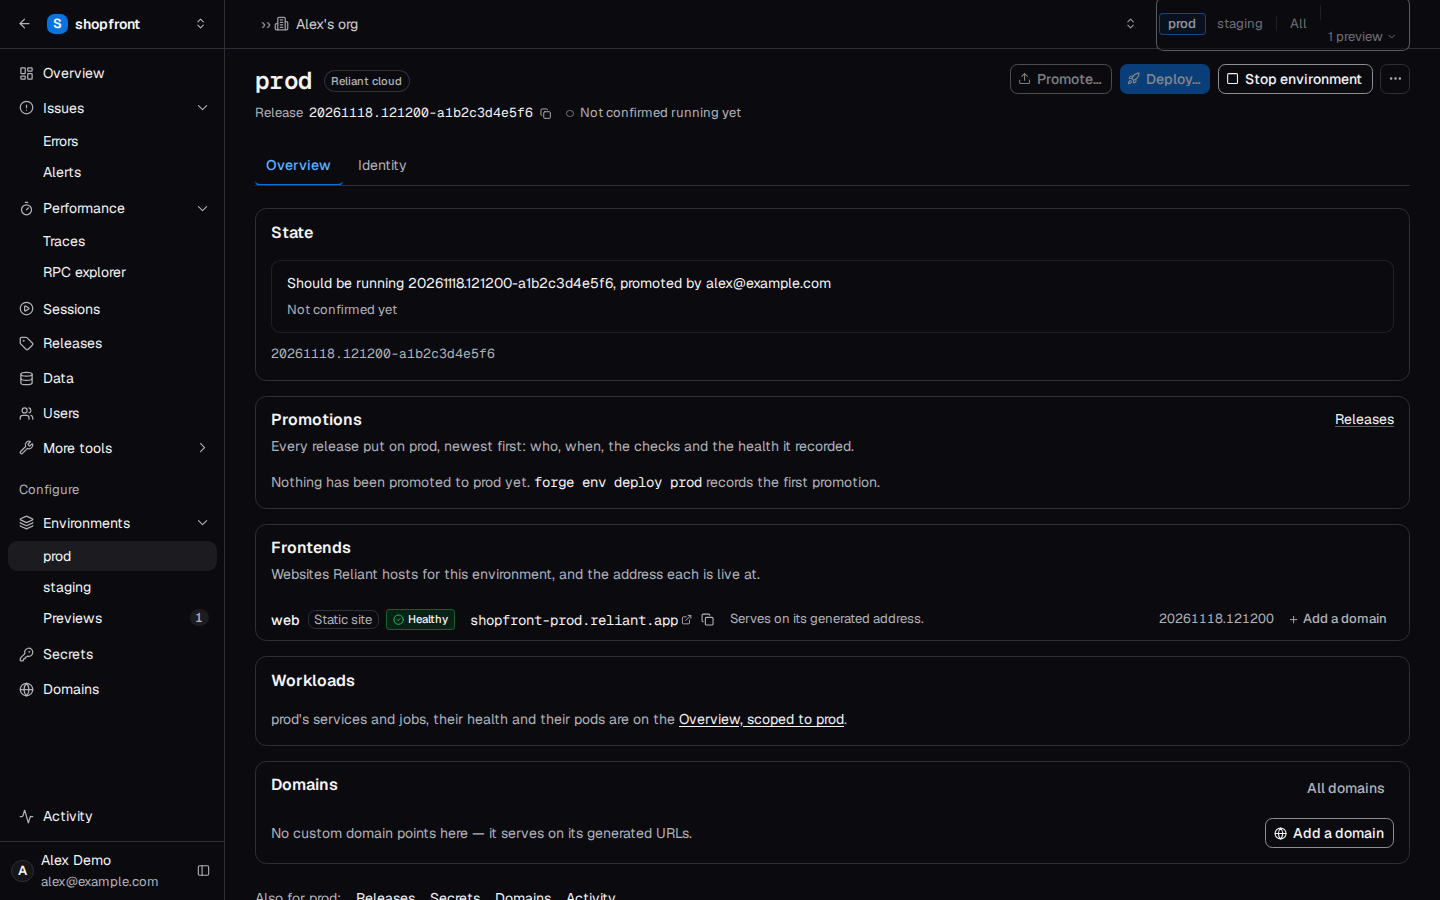 S shopfront
Overview
Issues
Errors
Alerts
Performance
Traces
RPC explorer
Sessions
Releases
Data
Users
More tools
Configure
Environments
prod
staging
Previews 1
Secrets
Domains
Activity
A Alex Demo
alex@example.com
Alex's org
prod staging All 1 preview
prod Reliant cloud
Promote... Deploy... Stop environment
Release 20261118.121200-a1b2c3d4e5f6 Not confirmed running yet
Overview Identity
State
Should be running 20261118.121200-a1b2c3d4e5f6, promoted by alex@example.com
Not confirmed yet
20261118.121200-a1b2c3d4e5f6
Promotions Releases
Every release put on prod, newest first: who, when, the checks and the health it recorded.
Nothing has been promoted to prod yet. forge env deploy prod records the first promotion.
Frontends
Websites Reliant hosts for this environment, and the address each is live at.
web Static site Healthy shopfront-prod.reliant.app Serves on its generated address. 20261118.121200 + Add a domain
Workloads
prod's services and jobs, their health and their pods are on the Overview, scoped to prod.
Domains All domains
No custom domain points here — it serves on its generated URLs. Add a domain
Also for prod: Releases Secrets Domains Activity